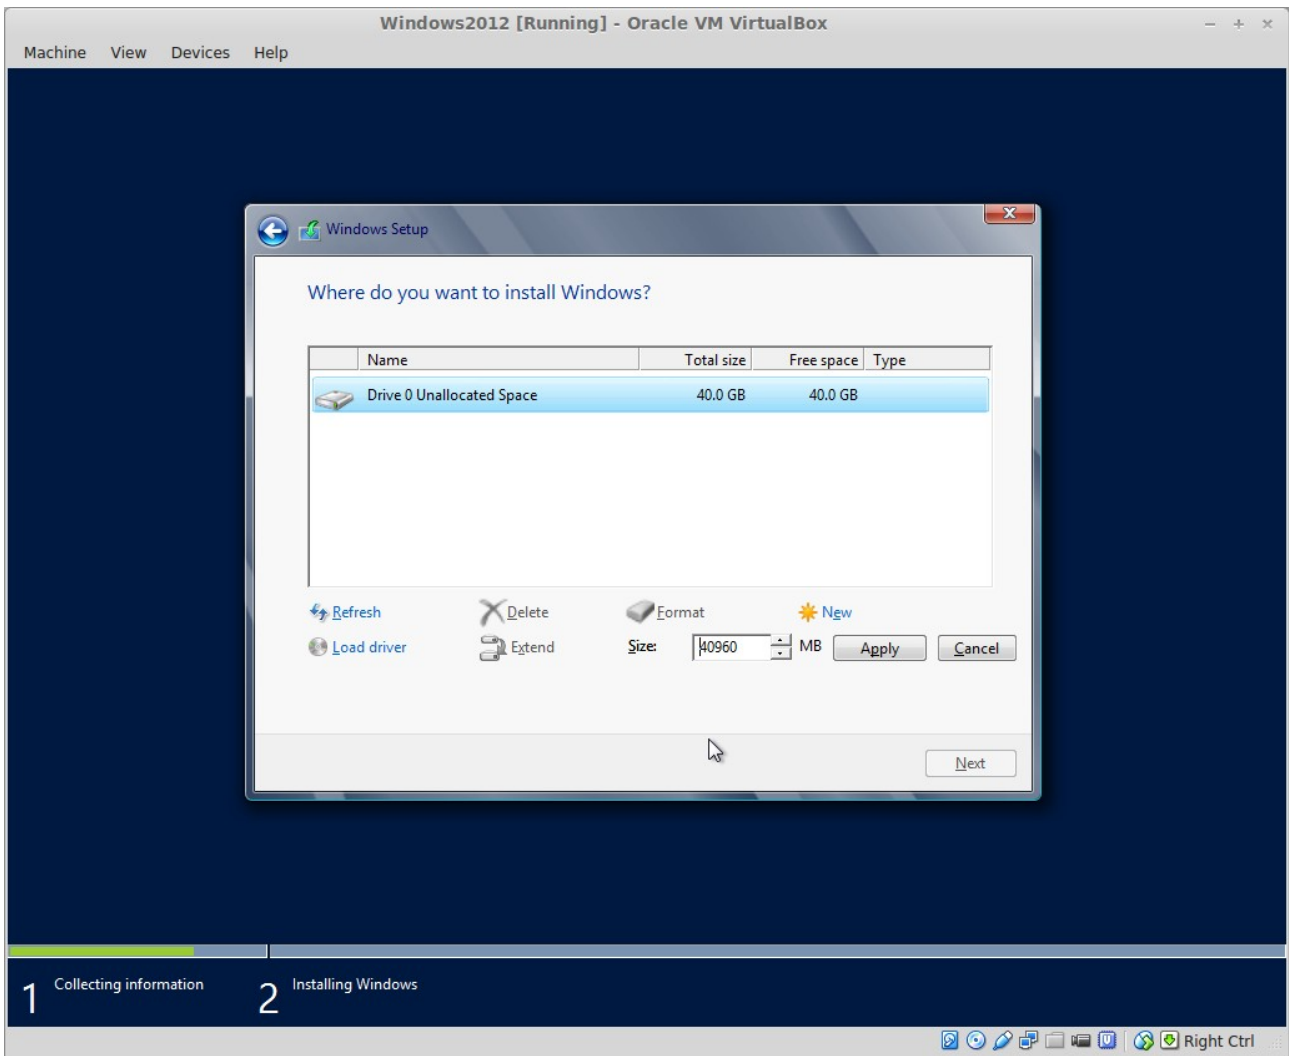 Windows2012 [Running] - Oracle VM VirtualBox
Machine View Devices Help
Windows Setup
Where do you want to install Windows?
Name Total size Free space Type
Drive 0 Unallocated Space 40.0 GB 40.0 GB
Refresh Delete Format New
Load driver Extend Size: 40960 MB Apply Cancel
Next
1 Collecting information 2 Installing Windows
Right Ctrl